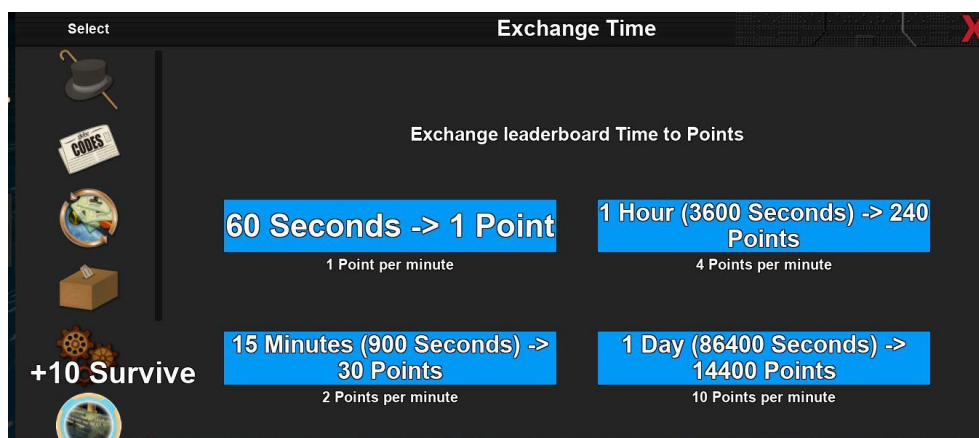 Select
Exchange Time
X
CODES
Exchange leaderboard Time to Points
60 Seconds -> 1 Point
1 Point per minute
1 Hour (3600 Seconds) -> 240
Points
4 Points per minute
15 Minutes (900 Seconds) ->
30 Points
2 Points per minute
1 Day (86400 Seconds) ->
14400 Points
10 Points per minute
+10 Survive